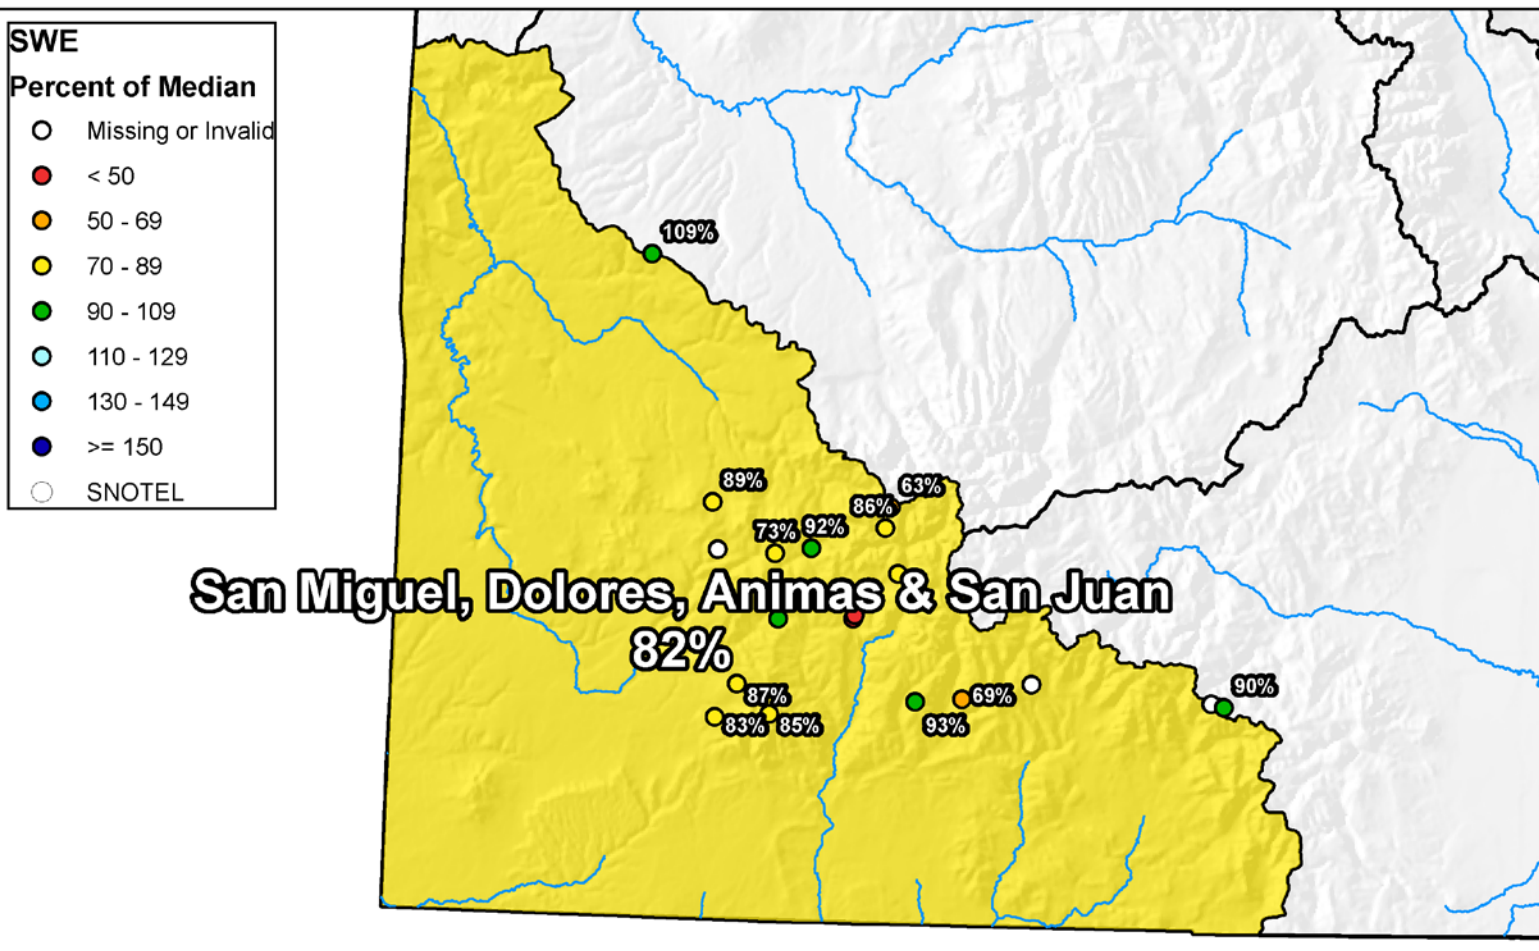 SWE
Percent of Median
Missing or Invalid
< 50
50 - 69
70 - 89
90 - 109
110 - 129
130 - 149
>= 150
SNOTEL
109%
89%
63%
86%
73%
92%
San Miguel, Dolores, Animas & San Juan
82%
87%
69%
90%
83%
85%
93%